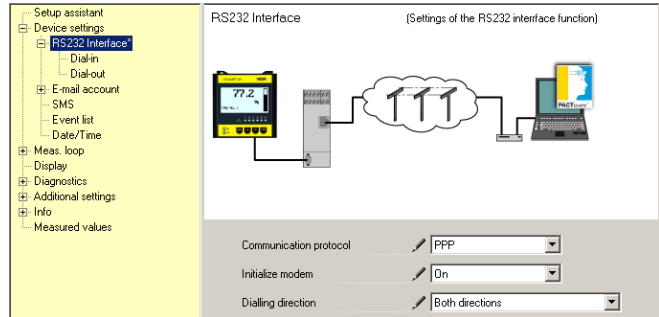 Setup assistant
Device settings
RS232 Interface*
Dial-in
Dial-out
E-mail account
SMS
Event list
Date/Time
Meas. loop
Display
Diagnostics
Additional settings
Info
Measured values
RS232 Interface
(Settings of the RS232 interface function)
VEGA
77.2
%
PACTware
Communication protocol
PPP
Initialize modem
On
Dialling direction
Both directions